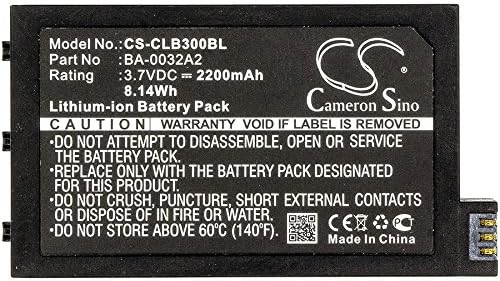 Model No.: CS-CLB300BL
Part No.: BA-0032A2
Rating : 3.7VDC ⎓ 2200mAh
8.14Wh
Lithium-ion Battery Pack
Cameron Sino
CAUTION WARRANTY VOID IF LABEL IS REMOVED
DO NOT ATTEMPT TO DISASSEMBLE, OPEN OR SERVICE
THE BATTERY PACK.
REPLACE ONLY WITH THE BATTERY PACK DESIGNATED
FOR THIS PRODUCT.
DO NOT CRUSH, PUNCTURE, SHORT EXTERNAL
CONTACTS OR DISPOSE OF IN FIRE OR WATER.
DO NOT STORE ABOVE 60°C (140°F).
CE
Li-ion
Made In China